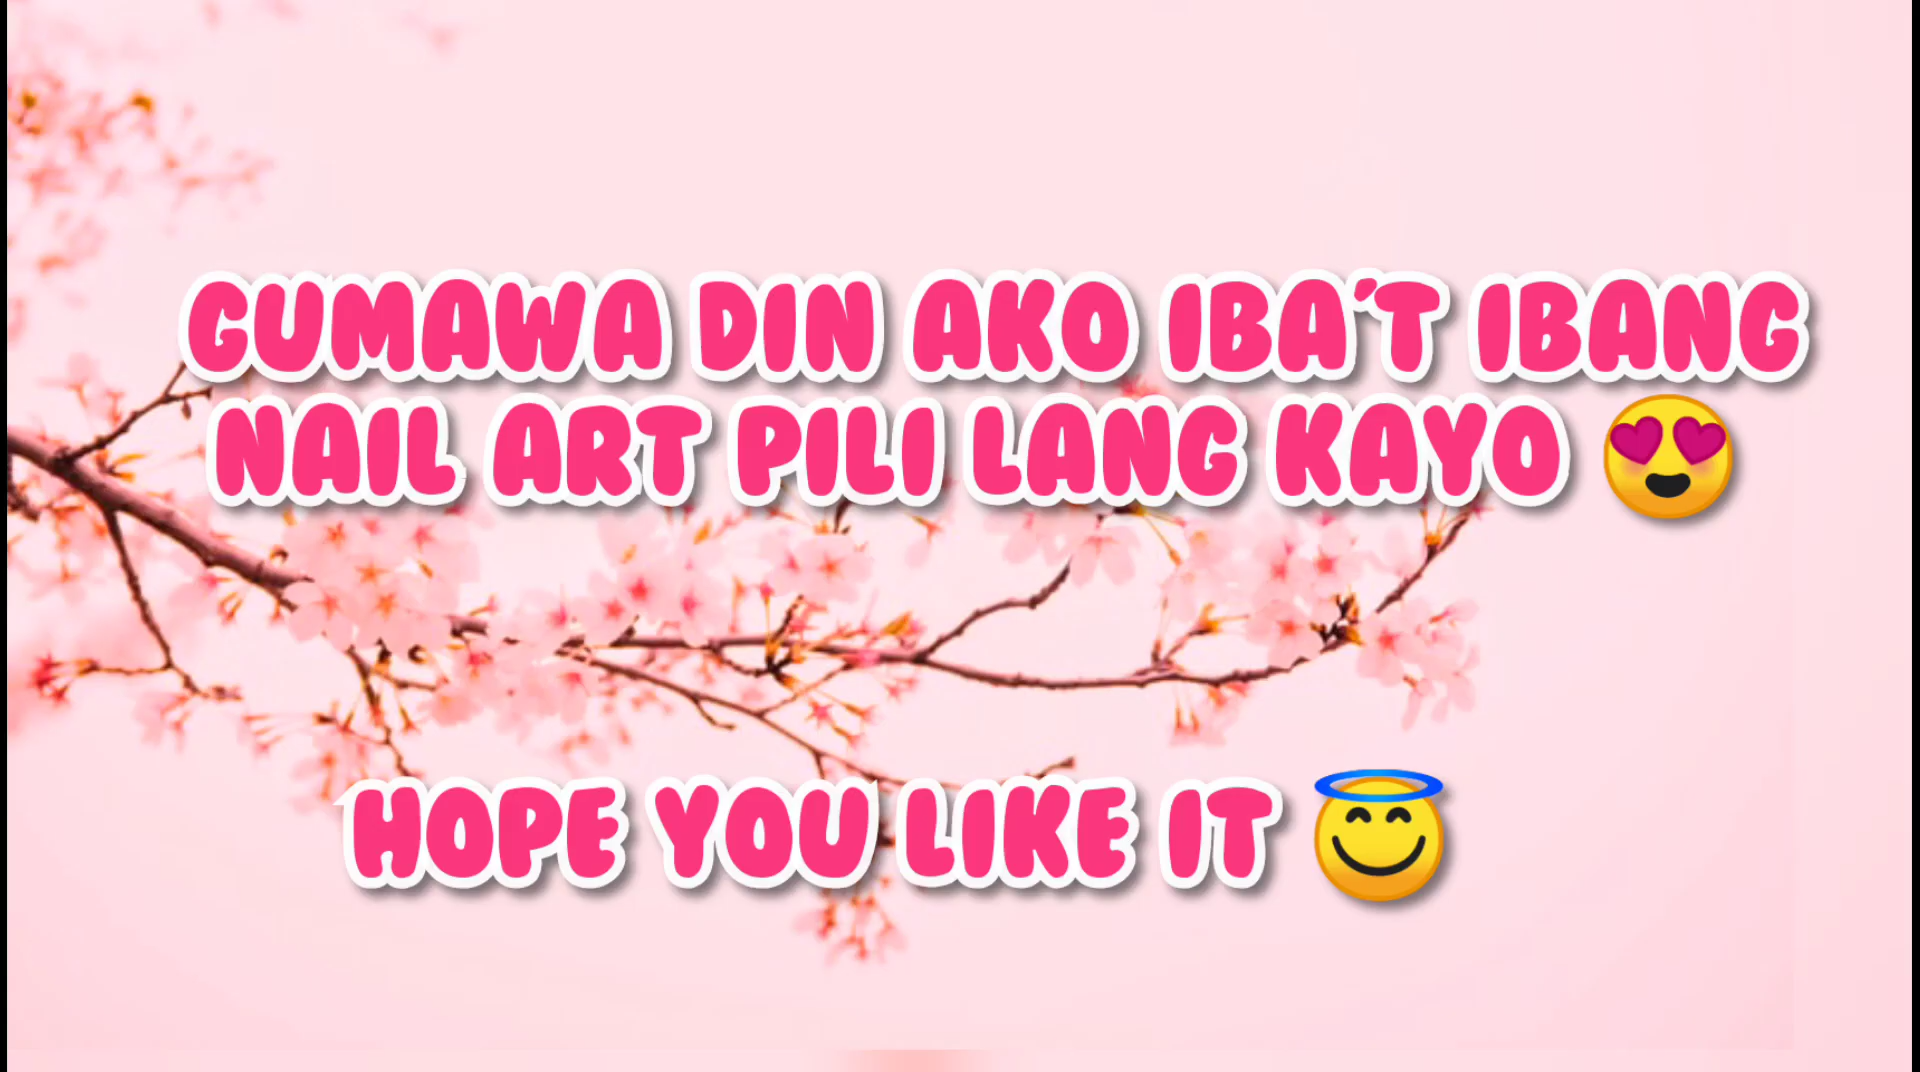 GUMAWA DIN AKO IBA'T IBANG
NAIL ART PILI LANG KAYO 😍
HOPE YOU LIKE IT 😇